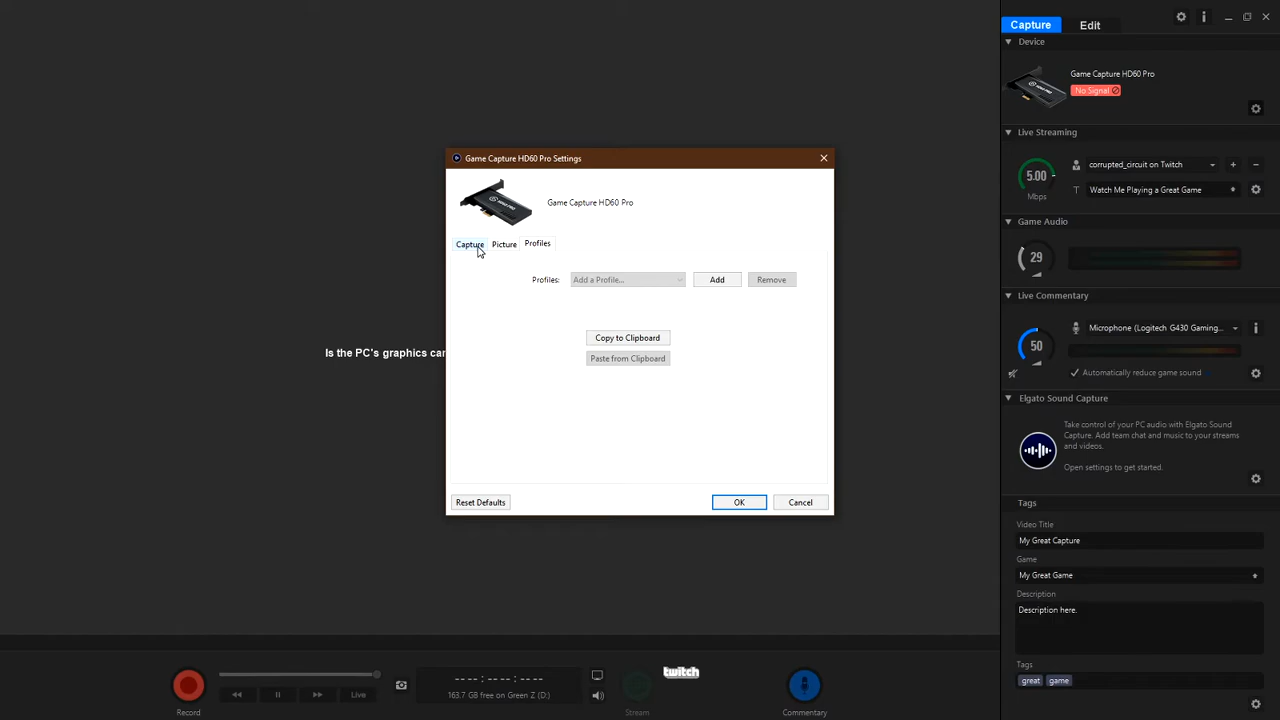 Capture
Edit
Device
Game Capture HD60 Pro
No Signal
Live Streaming
5.00
Mbps
corrupted_circuit on Twitch
Watch Me Playing a Great Game
Game Audio
29
Live Commentary
50
Microphone (Logitech G430 Gaming...
Automatically reduce game sound
Elgato Sound Capture
Take control of your PC audio with Elgato Sound
Capture. Add team chat and music to your streams
and videos.
Open settings to get started.
Tags
Video Title
My Great Capture
Game
My Great Game
Description
Description here.
Tags
great game
Is the PC's graphics
Game Capture HD60 Pro Settings
Game Capture HD60 Pro
Capture Picture Profiles
Profiles: Add a Profile... Add Remove
Copy to Clipboard
Paste from Clipboard
Reset Defaults OK Cancel
Record
Live
-- -- : -- -- : -- --
163.7 GB free on Green Z (D:)
twitch
Stream
Commentary